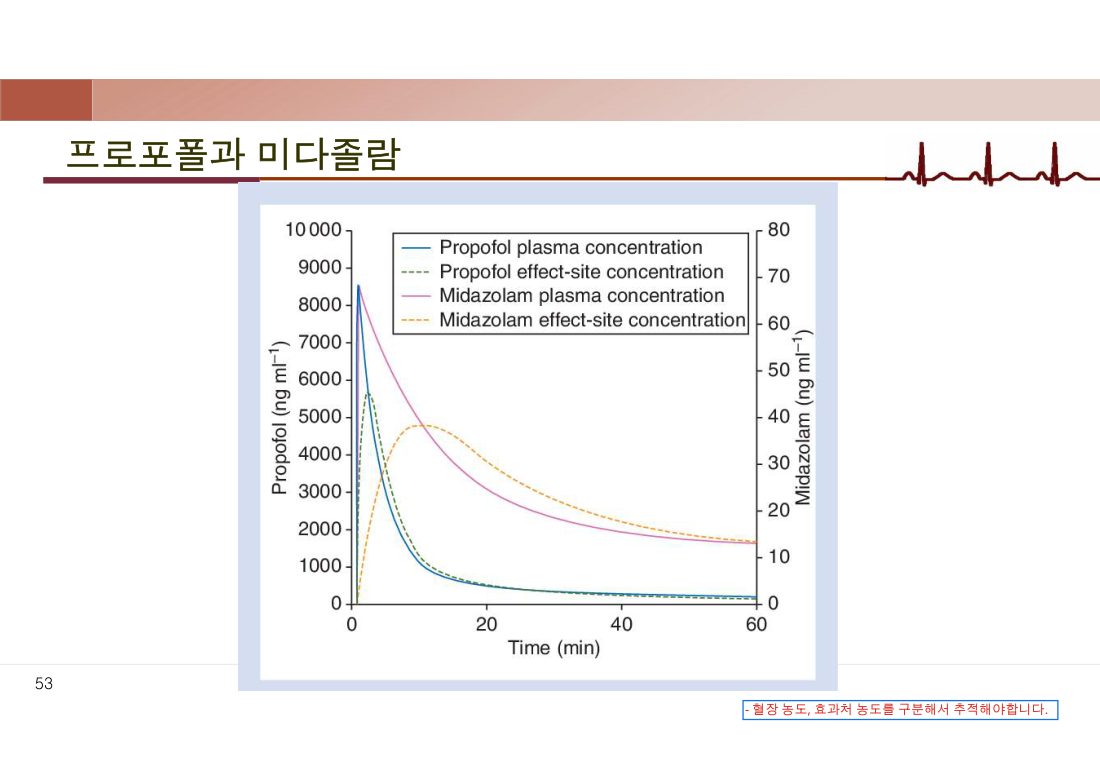 프로포폴과 미다졸람
10 000
9000
8000
7000
6000
5000
4000
3000
2000
1000
0
Propofol (ng ml⁻¹)
Propofol plasma concentration
Propofol effect-site concentration
Midazolam plasma concentration
Midazolam effect-site concentration
80
70
60
50
40
30
20
10
0
Midazolam (ng ml⁻¹)
0 20 40 60
Time (min)
53
- 혈장 농도, 효과처 농도를 구분해서 추적해야합니다.